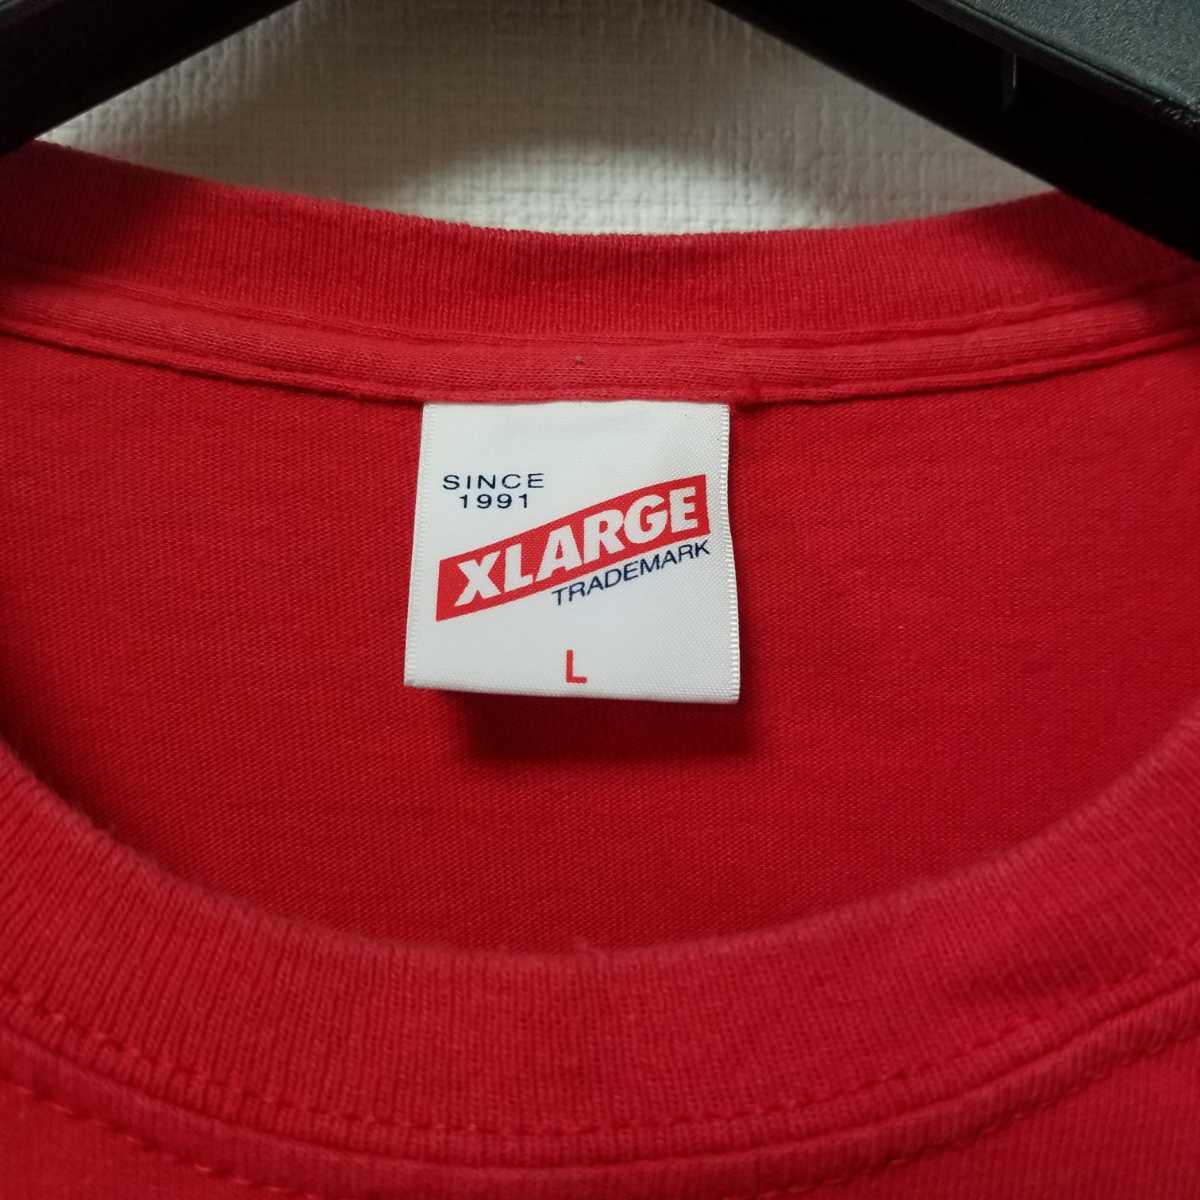 SINCE
1991
XLARGE
TRADEMARK
L